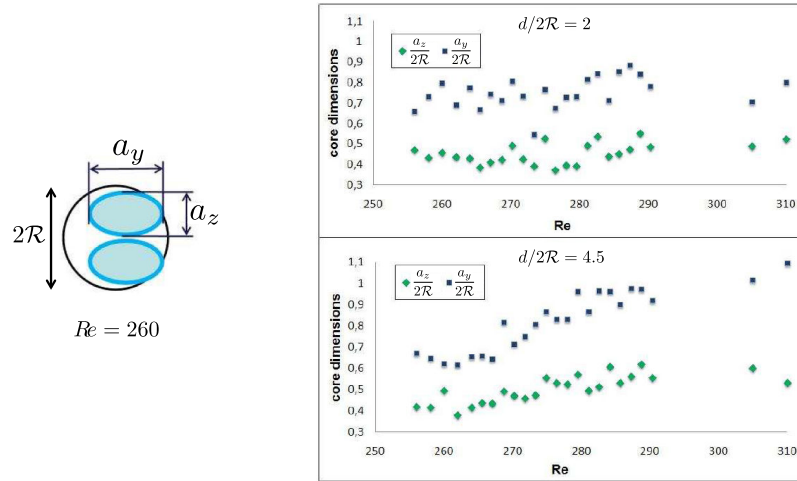 a_y
a_z
2R
Re = 260
d/2R = 2
a_z/2R
a_y/2R
core dimensions
1,1
1
0,9
0,8
0,7
0,6
0,5
0,4
0,3
250
260
270
280
290
300
310
Re
d/2R = 4.5
a_z/2R
a_y/2R
core dimensions
1,1
1
0,9
0,8
0,7
0,6
0,5
0,4
0,3
250
260
270
280
290
300
310
Re